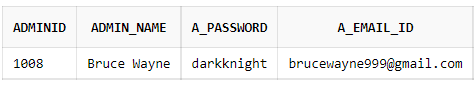 ADMINID ADMIN_NAME A_PASSWORD A_EMAIL_ID
1008 Bruce Wayne darkknight brucewayne999@gmail.com